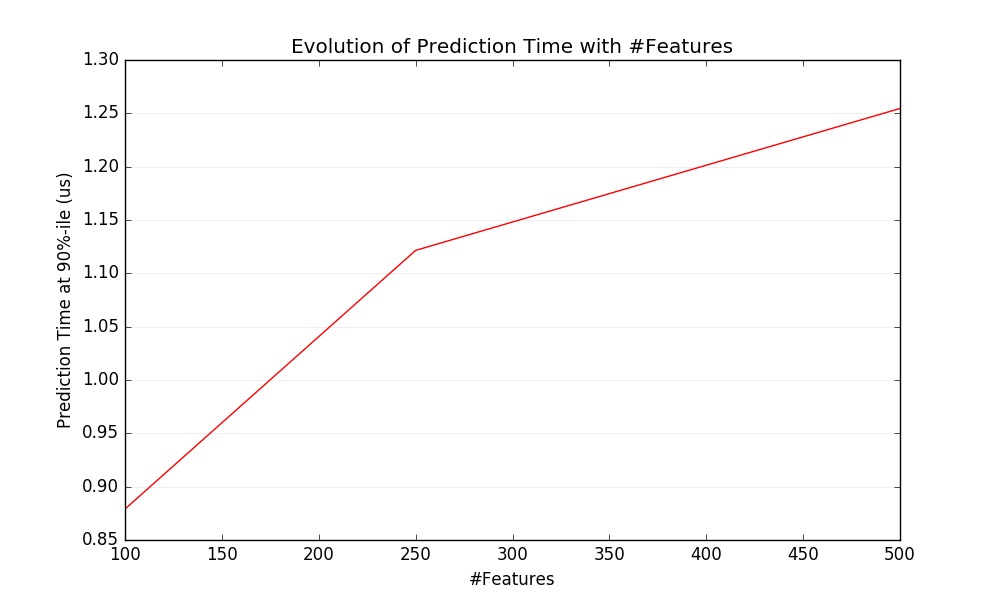 Evolution of Prediction Time with #Features
1.30
1.25
1.20
1.15
1.10
1.05
1.00
0.95
0.90
0.85
Prediction Time at 90%-ile (us)
100 150 200 250 300 350 400 450 500
#Features